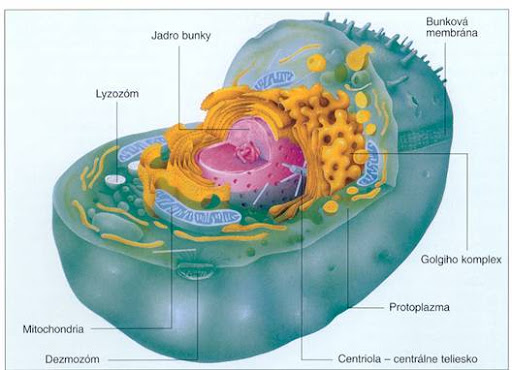 Jadro bunky
Bunková
membrána
Lyzozóm
Golgiho komplex
Protoplazma
Mitochondria
Dezmozóm
Centriola – centrálne teliesko